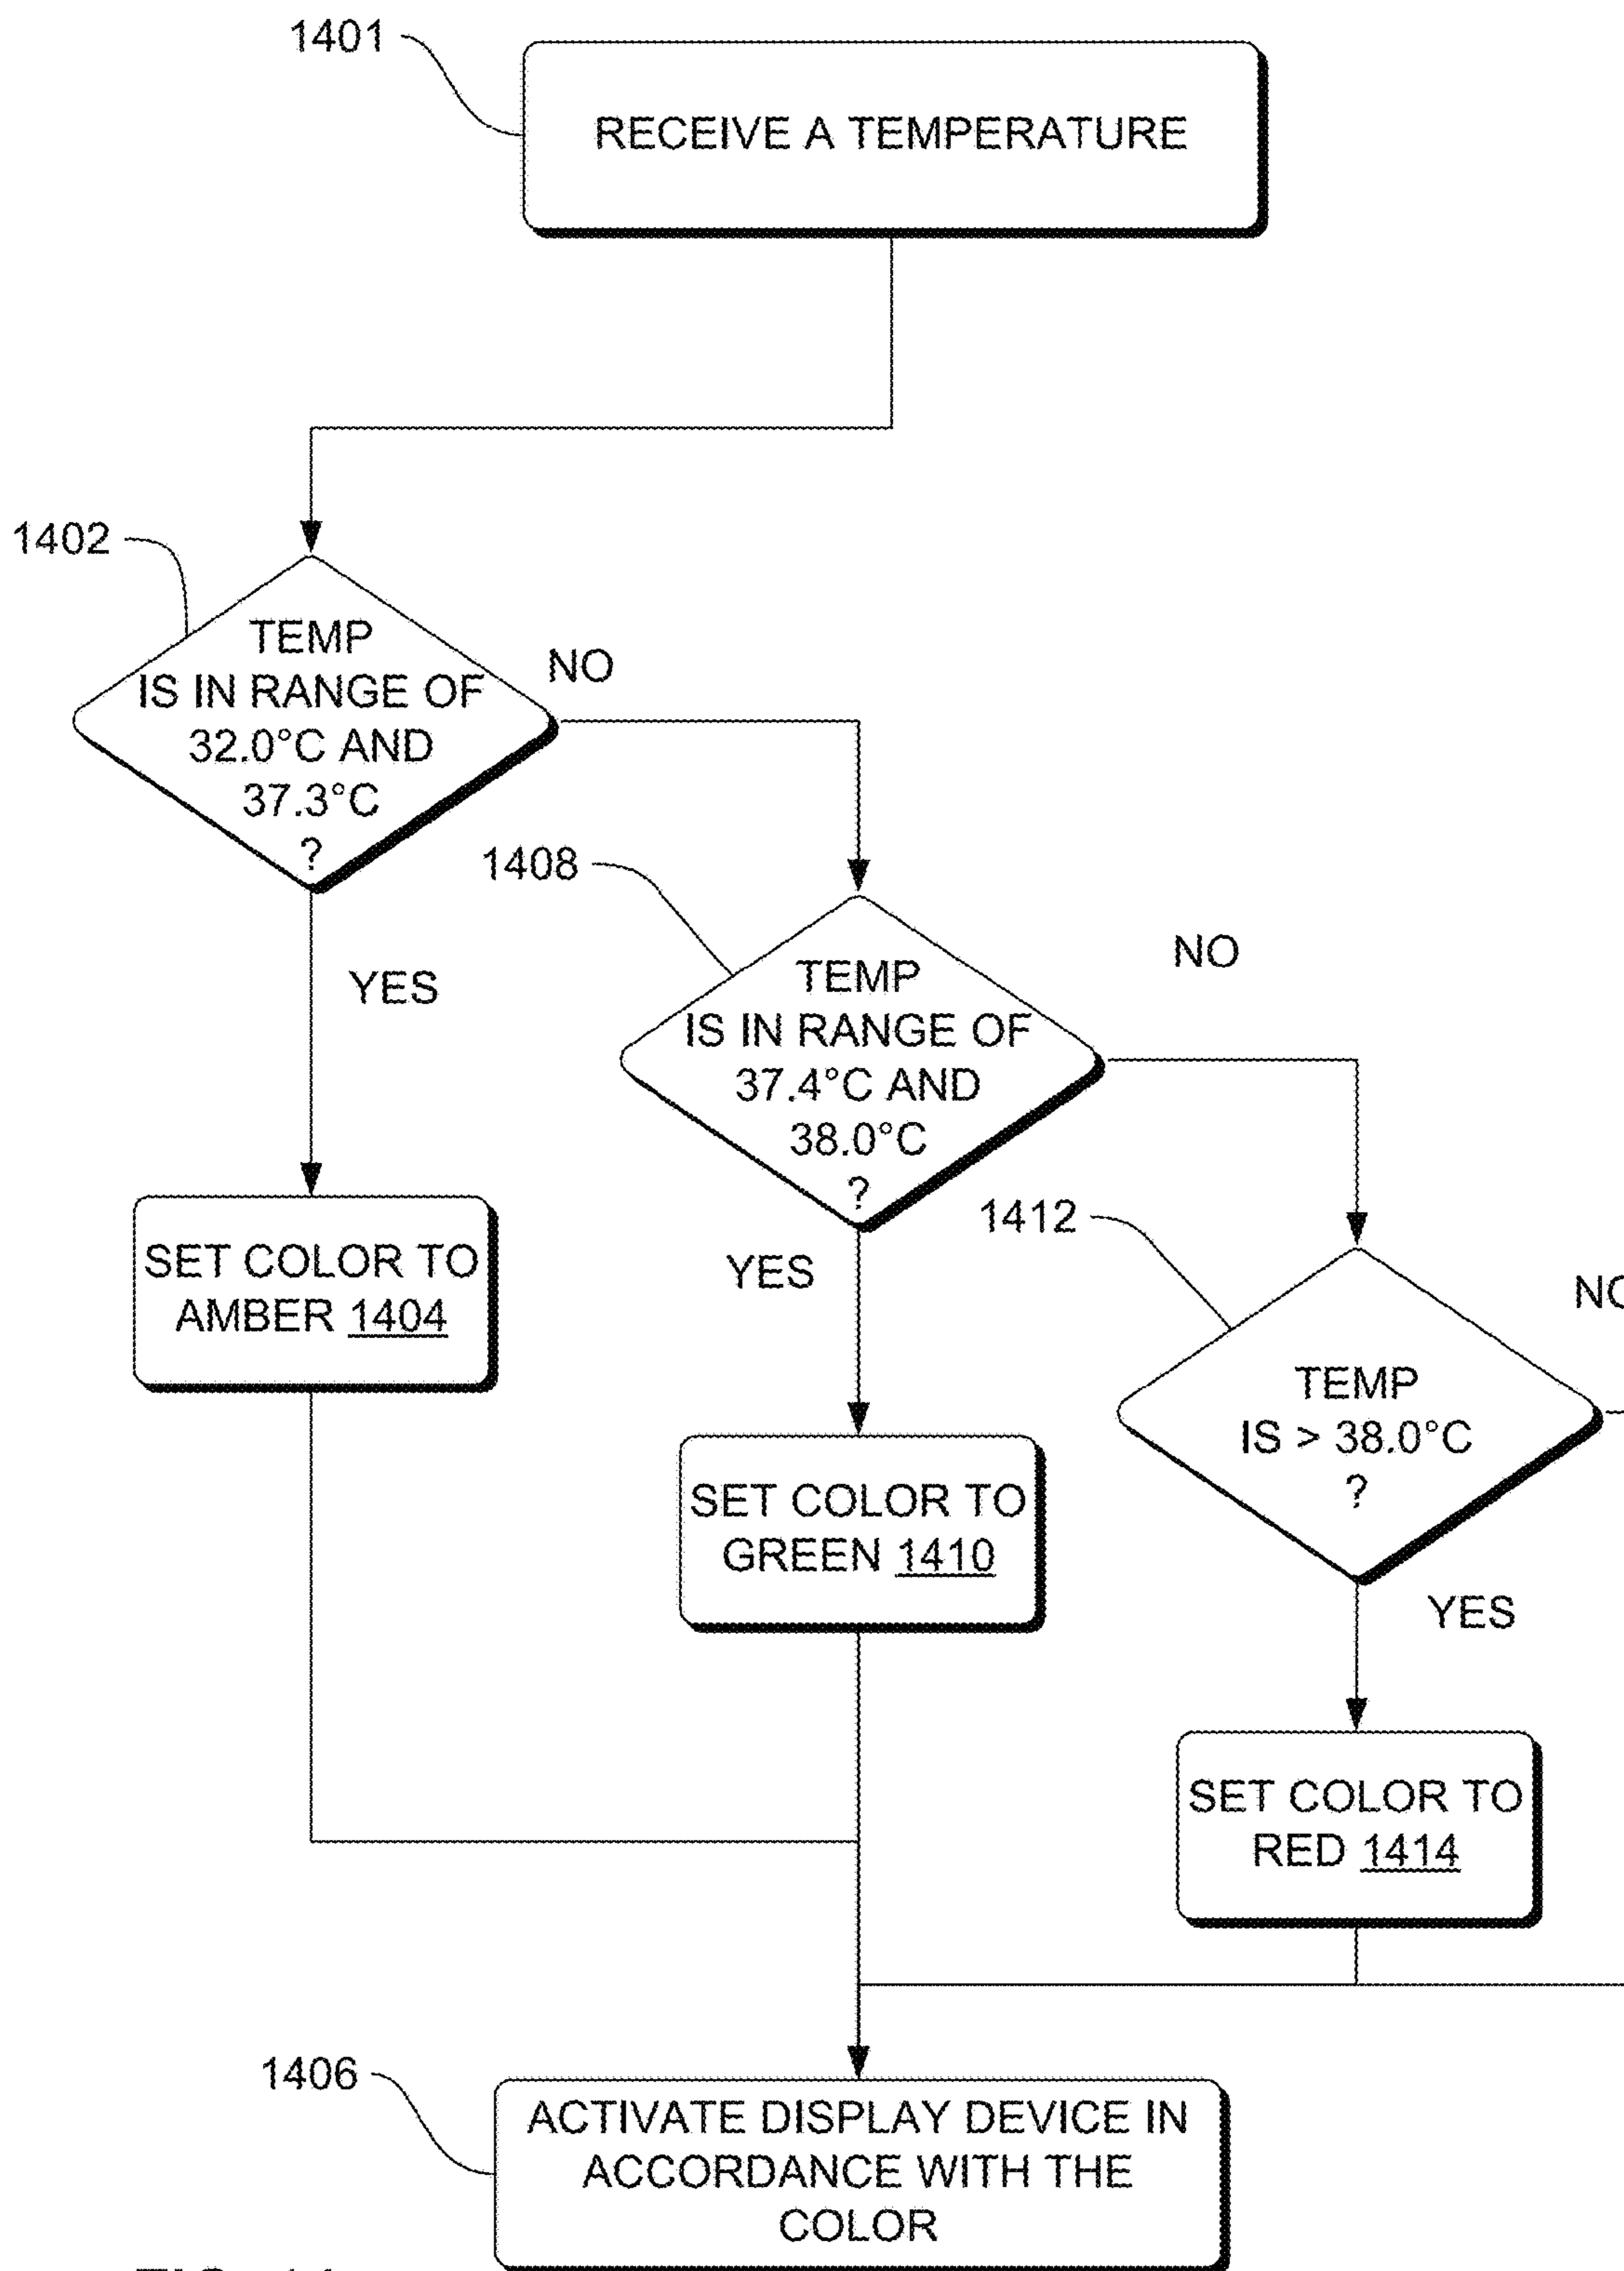 1401
RECEIVE A TEMPERATURE
1402
TEMP
IS IN RANGE OF
32.0°C AND
37.3°C
?
NO
YES
1408
TEMP
IS IN RANGE OF
37.4°C AND
38.0°C
?
NO
YES
1412
TEMP
IS > 38.0°C
?
YES
SET COLOR TO
AMBER 1404
SET COLOR TO
GREEN 1410
SET COLOR TO
RED 1414
1406
ACTIVATE DISPLAY DEVICE IN
ACCORDANCE WITH THE
COLOR